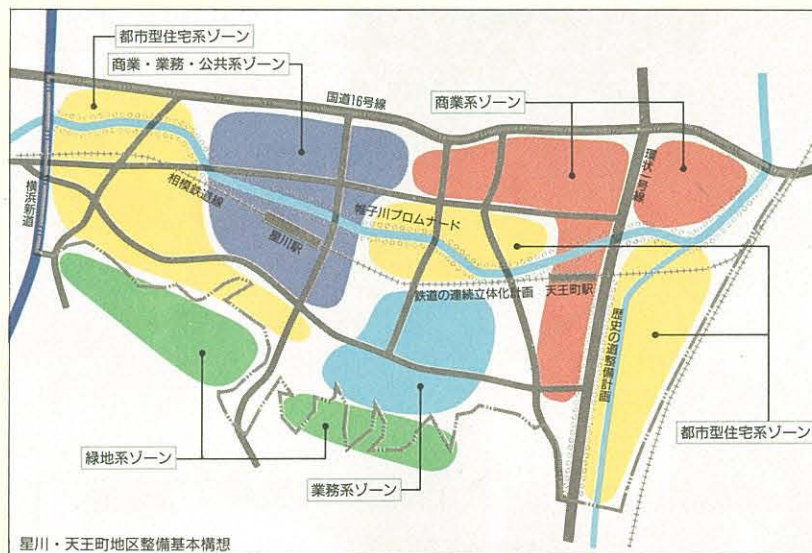 都市型住宅系ゾーン
商業・業務・公共系ゾーン
国道16号線
商業系ゾーン
環状一号線
横浜新道
相模鉄道線
帷子川プロムナード
星川駅
鉄道の連続立体化計画
天王町駅
歴史の道整備計画
都市型住宅系ゾーン
緑地系ゾーン
業務系ゾーン
星川・天王町地区整備基本構想